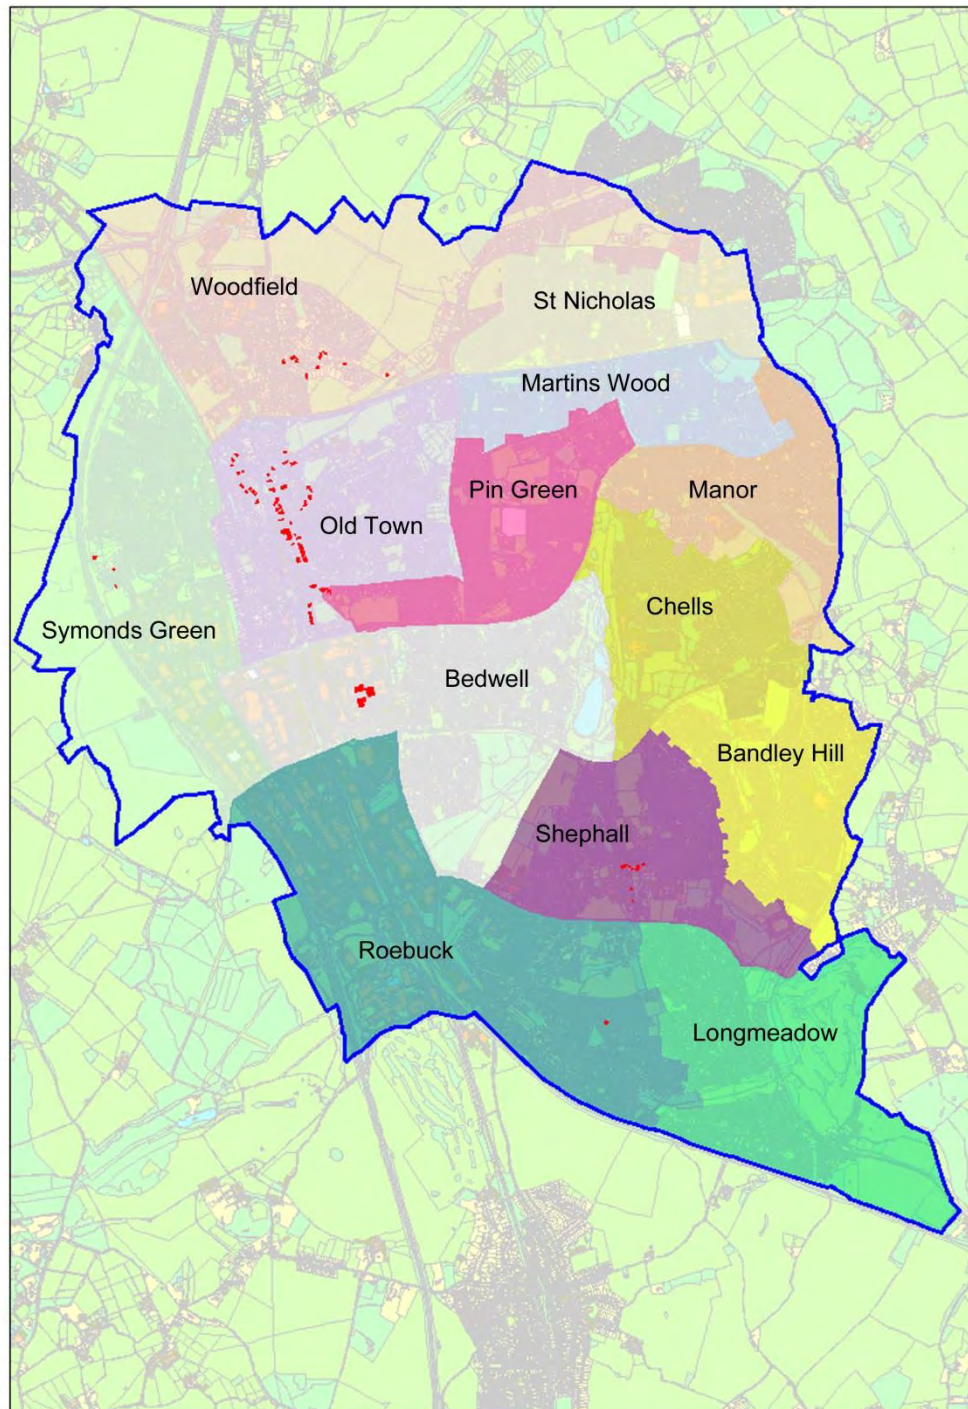 Woodfield
St Nicholas
Martins Wood
Pin Green
Manor
Old Town
Chells
Symonds Green
Bedwell
Bandley Hill
Shephall
Roebuck
Longmeadow